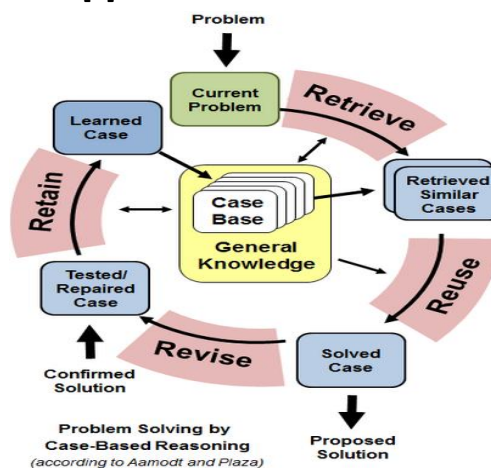 Problem
Current
Problem
Retrieve
Learned
Case
Retrieved
Similar
Cases
Case
Base
General
Knowledge
Retain
Reuse
Tested/
Repaired
Case
Revise
Solved
Case
Confirmed
Solution
Proposed
Solution
Problem Solving by
Case-Based Reasoning
(according to Aamodt and Plaza)